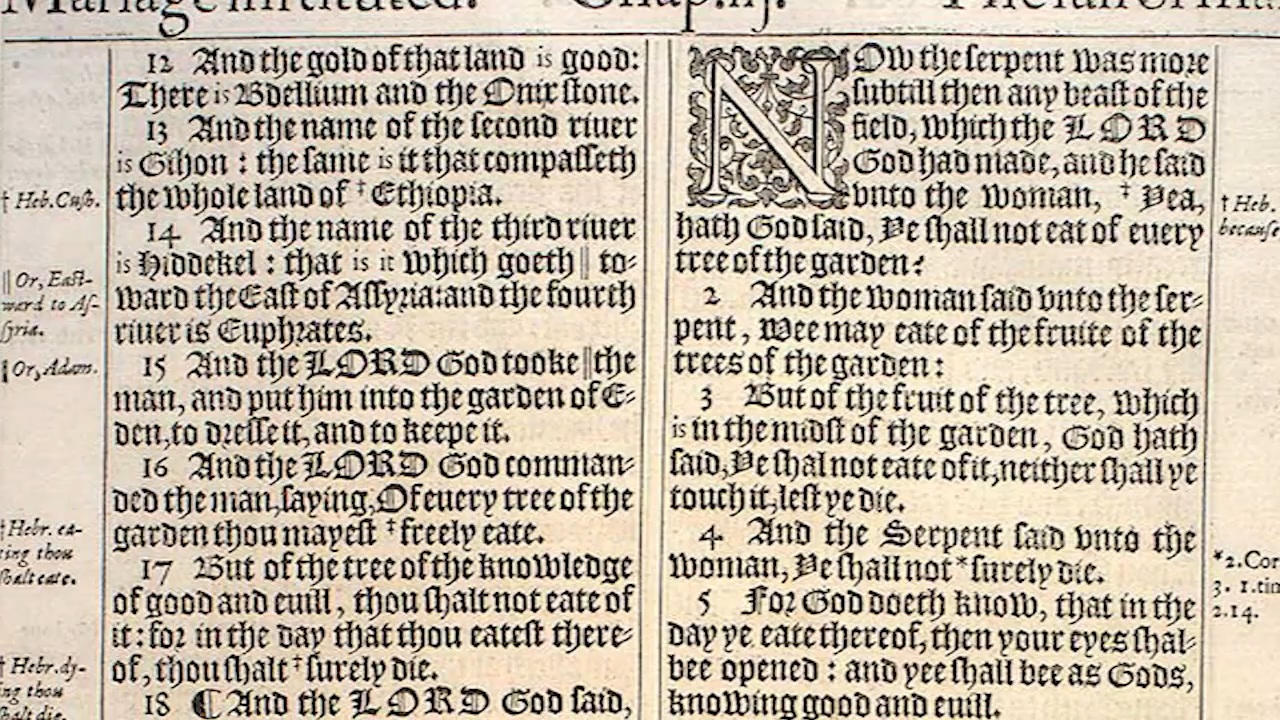 Mariage instituted. Chap. iij.
12 And the gold of that land is good:
There is Bdellium and the Onix stone.
13 And the name of the second riuer
is Gihon: the same is it that compasseth
the whole land of ‡ Ethiopia.
14 And the name of the third riuer
is Hiddekel: that is it which goeth || to-
ward the East of Assyria: and the fourth
riuer is Euphrates.
15 And the LORD God tooke || the
man, and put him into the garden of E-
den, to dresse it, and to keepe it.
16 And the LORD God comman-
ded the man, saying, Of euery tree of the
garden thou mayest ‡ freely eate.
17 But of the tree of the knowledge
of good and euill, thou shalt not eate of
it: for in the day that thou eatest there-
of, thou shalt ‡ surely die.
18 ¶ And the LORD God said,
† Heb. Cush.
|| Or, East-
ward to As-
syria.
|| Or, Adam.
† Hebr. ea-
ting thou
shalt eate.
† Hebr. dy-
ing thou
shalt die.
NOw the serpent was more
subtill then any beast of the
field, which the LORD
God had made, and he said
vnto the woman, ‡ Yea,
hath God said, Ye shall not eat of euery
tree of the garden?
2 And the woman said vnto the ser-
pent, Wee may eate of the fruite of the
trees of the garden:
3 But of the fruit of the tree, which
is in the midst of the garden, God hath
said, Ye shal not eate of it, neither shall ye
touch it, lest ye die.
4 And the Serpent said vnto the
woman, Ye shall not * surely die.
5 For God doeth know, that in the
day ye eate thereof, then your eyes shal-
bee opened: and yee shall bee as Gods,
knowing good and euill.
† Heb.
because
* 2. Cor
3. 1. tim
2. 14.